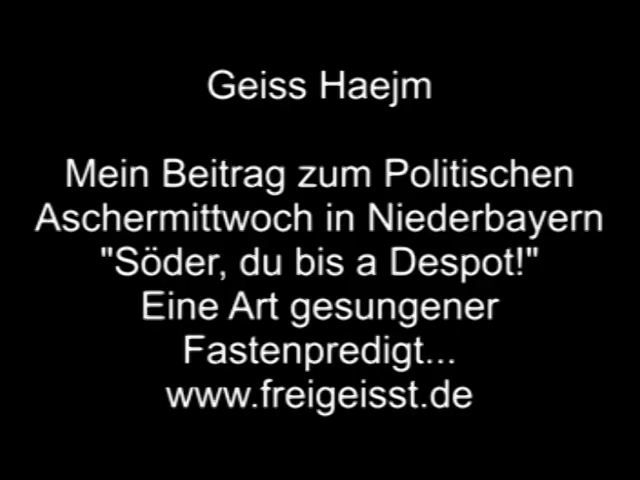 Geiss Haejm
Mein Beitrag zum Politischen
Aschermittwoch in Niederbayern
"Söder, du bis a Despot!"
Eine Art gesungener
Fastenpredigt...
www.freigeisst.de